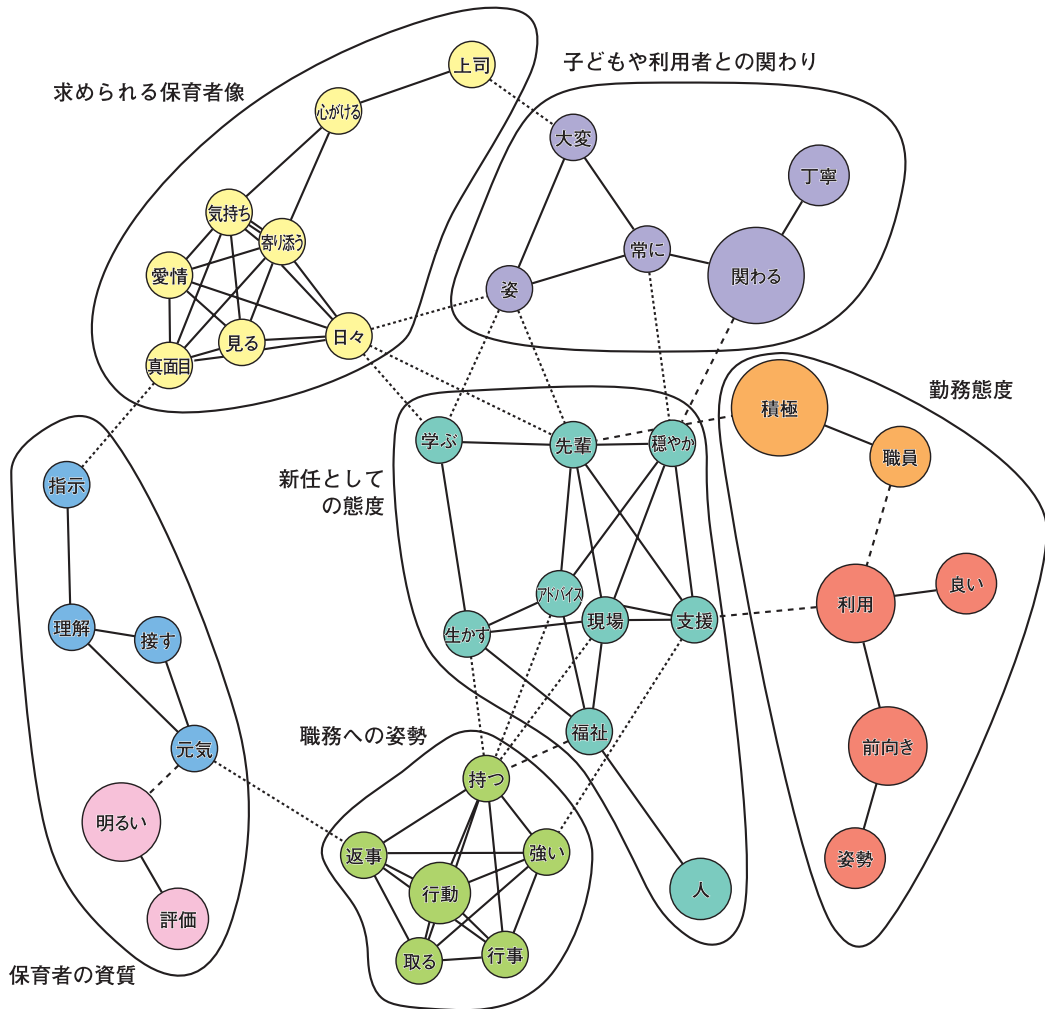 求められる保育者像
上司
心がける
気持ち
寄り添う
愛情
見る
日々
真面目
子どもや利用者との関わり
大変
丁寧
常に
関わる
姿
勤務態度
積極
職員
利用
良い
前向き
姿勢
新任として
の態度
学ぶ
先輩
穏やか
アドバイス
現場
支援
生かす
福祉
人
指示
理解
接す
元気
明るい
評価
保育者の資質
職務への姿勢
持つ
返事
強い
行動
取る
行事